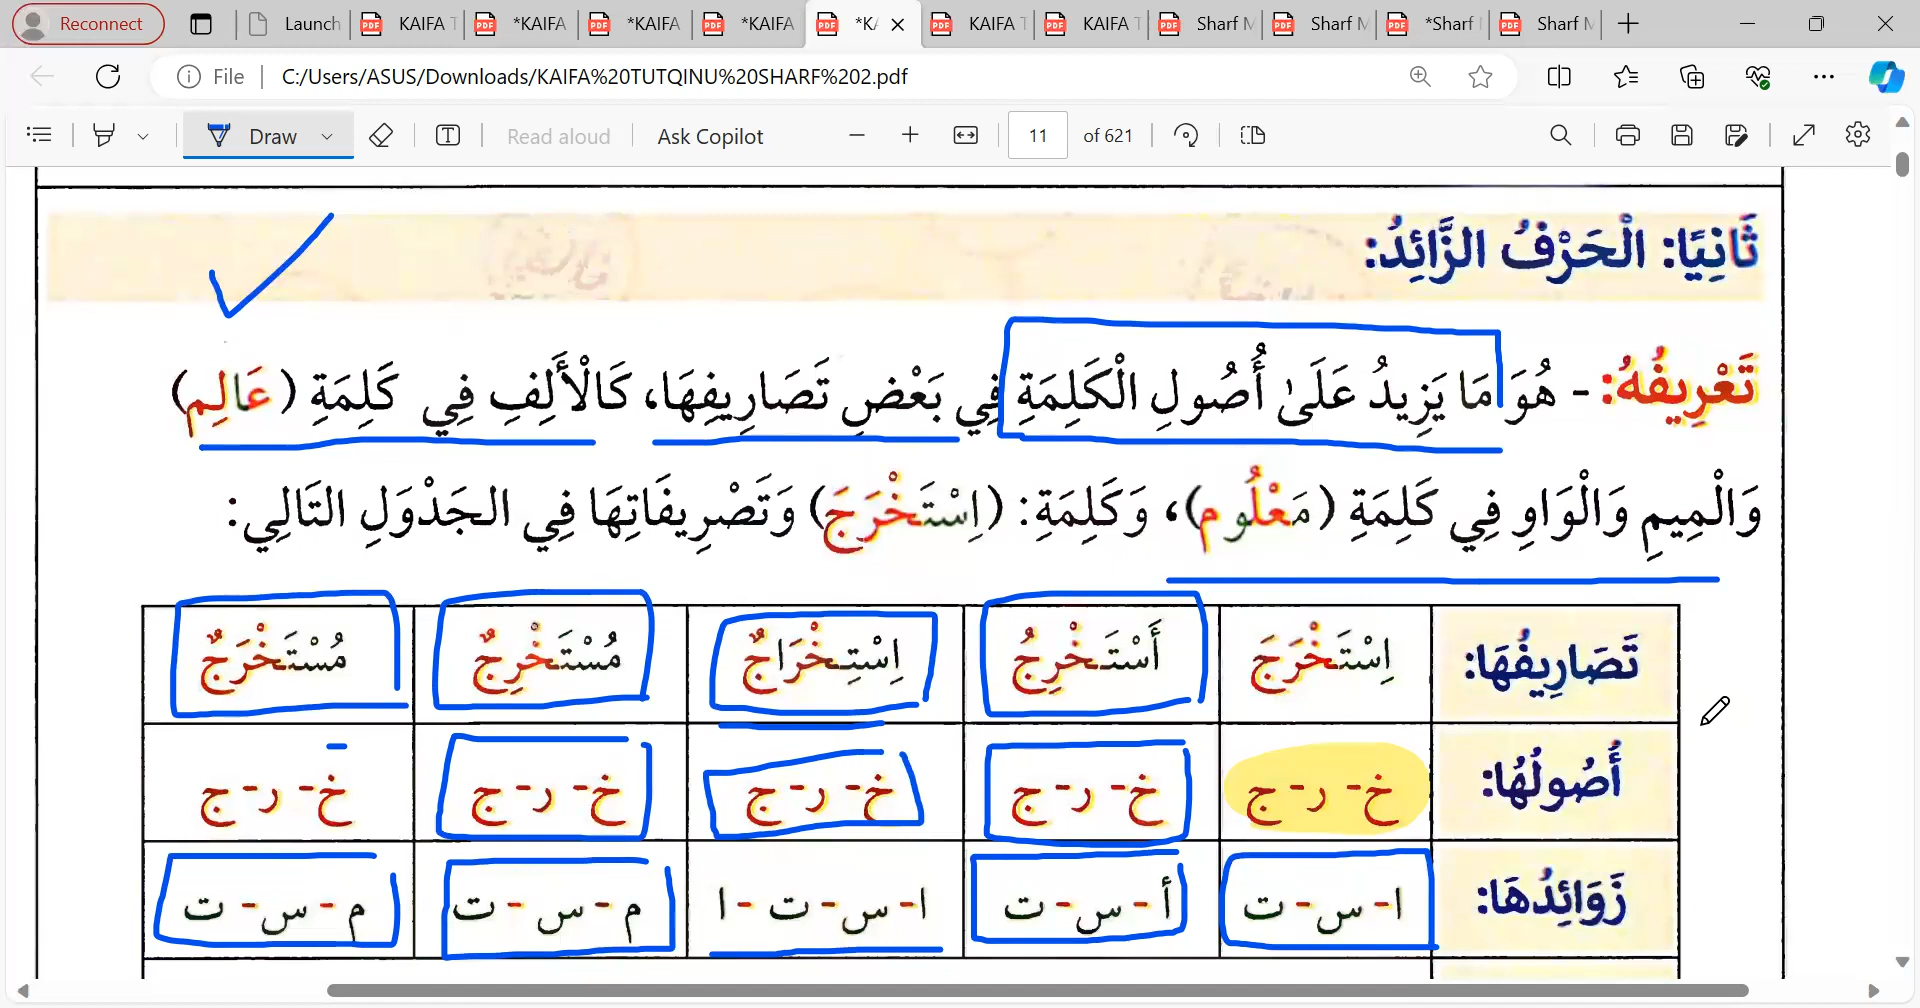 Reconnect Launch KAIFA T *KAIFA *KAIFA *KAIFA *KA KAIFA T KAIFA T Sharf M Sharf M *Sharf Sharf M
File C:/Users/ASUS/Downloads/KAIFA%20TUTQINU%20SHARF%202.pdf
Draw Read aloud Ask Copilot 11 of 621
ثَانِيًا: الْحَرْفُ الزَّائِدُ:
تَعْرِيفُهُ: - هُوَ مَا يَزِيدُ عَلَىٰ أُصُولِ الْكَلِمَةِ فِي بَعْضِ تَصَارِيفِهَا، كَالْأَلِفِ فِي كَلِمَةِ (عَالِم)
وَالْمِيمِ وَالْوَاوِ فِي كَلِمَةِ (مَعْلُوم)، وَكَلِمَةِ: (اِسْتَخْرَجَ) وَتَصْرِيفَاتِهَا فِي الجَدْوَلِ التَالِي:
تَصَارِيفُهَا: اِسْتَخْرَجَ أَسْتَخْرِجُ اِسْتِخْرَاجٌ مُسْتَخْرِجٌ مُسْتَخْرَجٌ
أُصُولُهَا: خ - ر - ج خ - ر - ج خ - ر - ج خ - ر - ج خ - ر - ج
زَوَائِدُهَا: ا - س - ت أ - س - ت ا - س - ت - ا م - س - ت م - س - ت